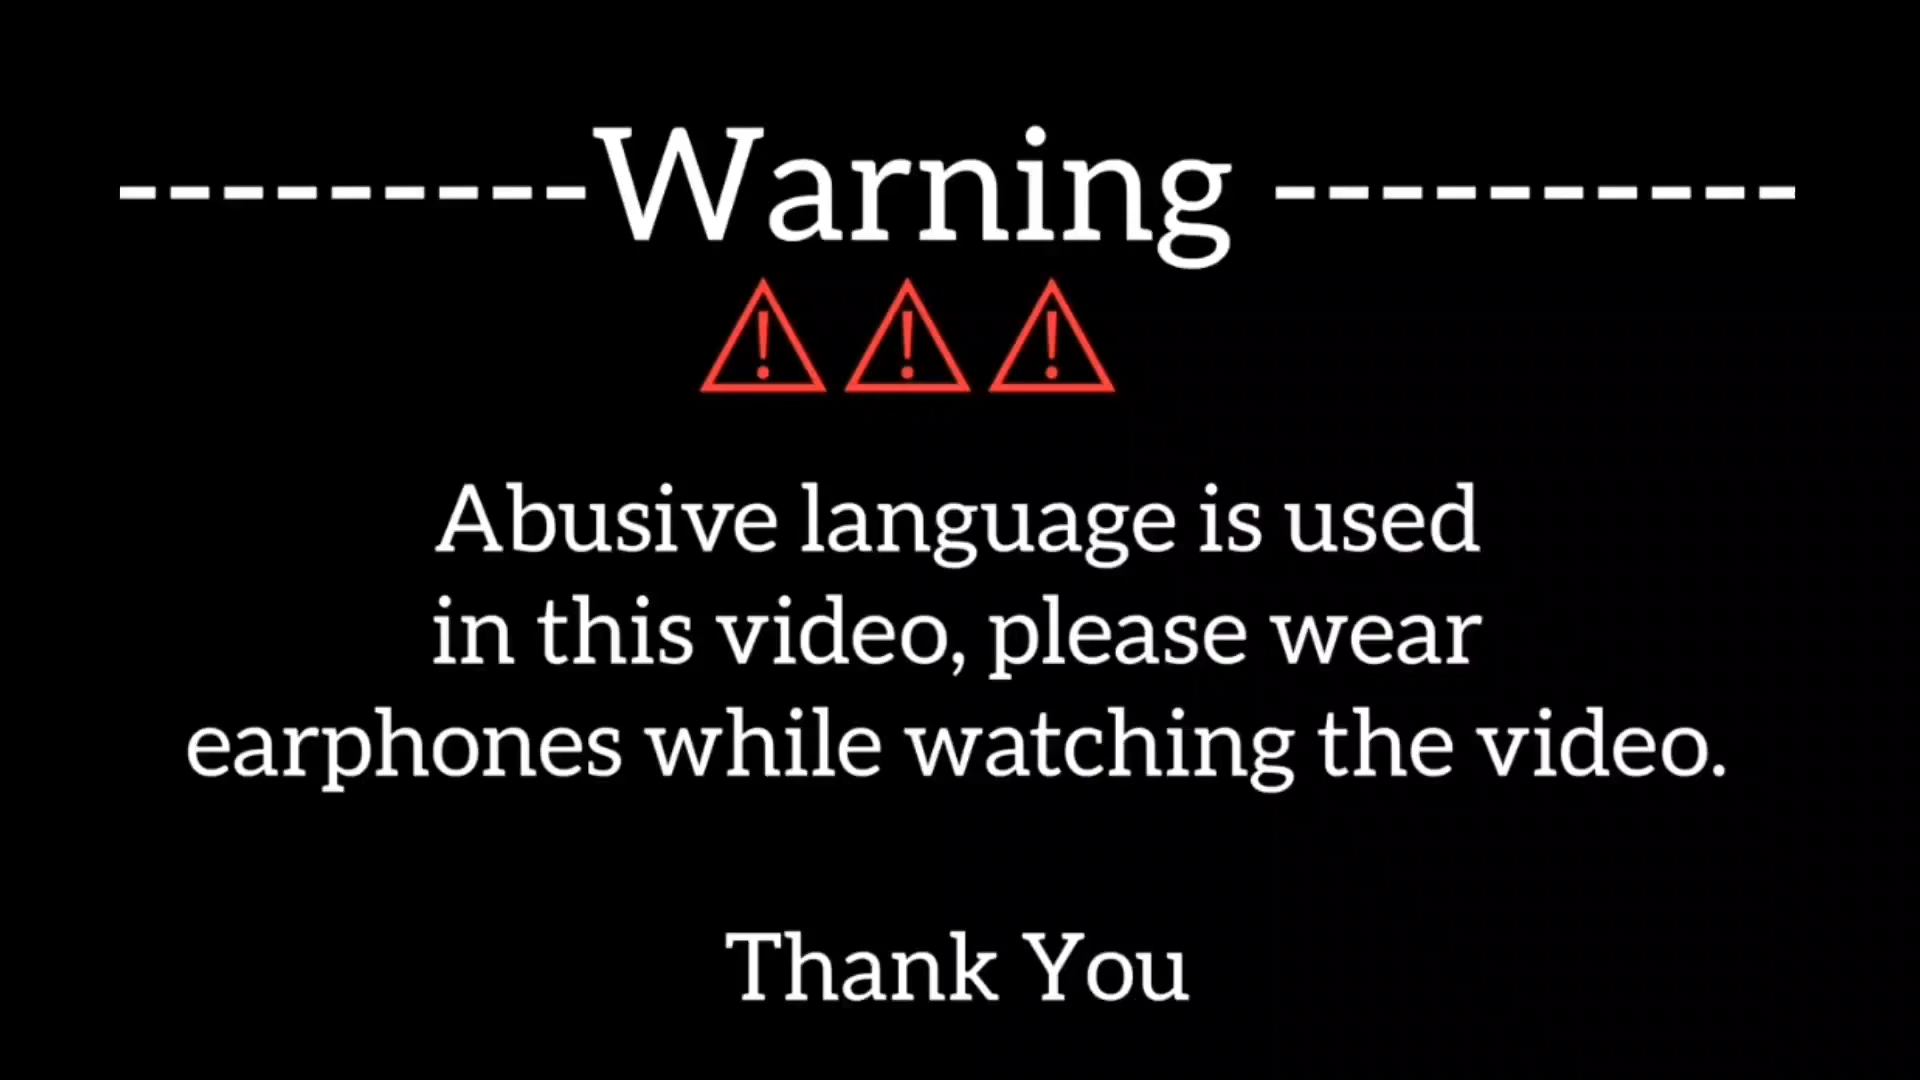 ---------Warning ----------
⚠⚠⚠
Abusive language is used
in this video, please wear
earphones while watching the video.
Thank You